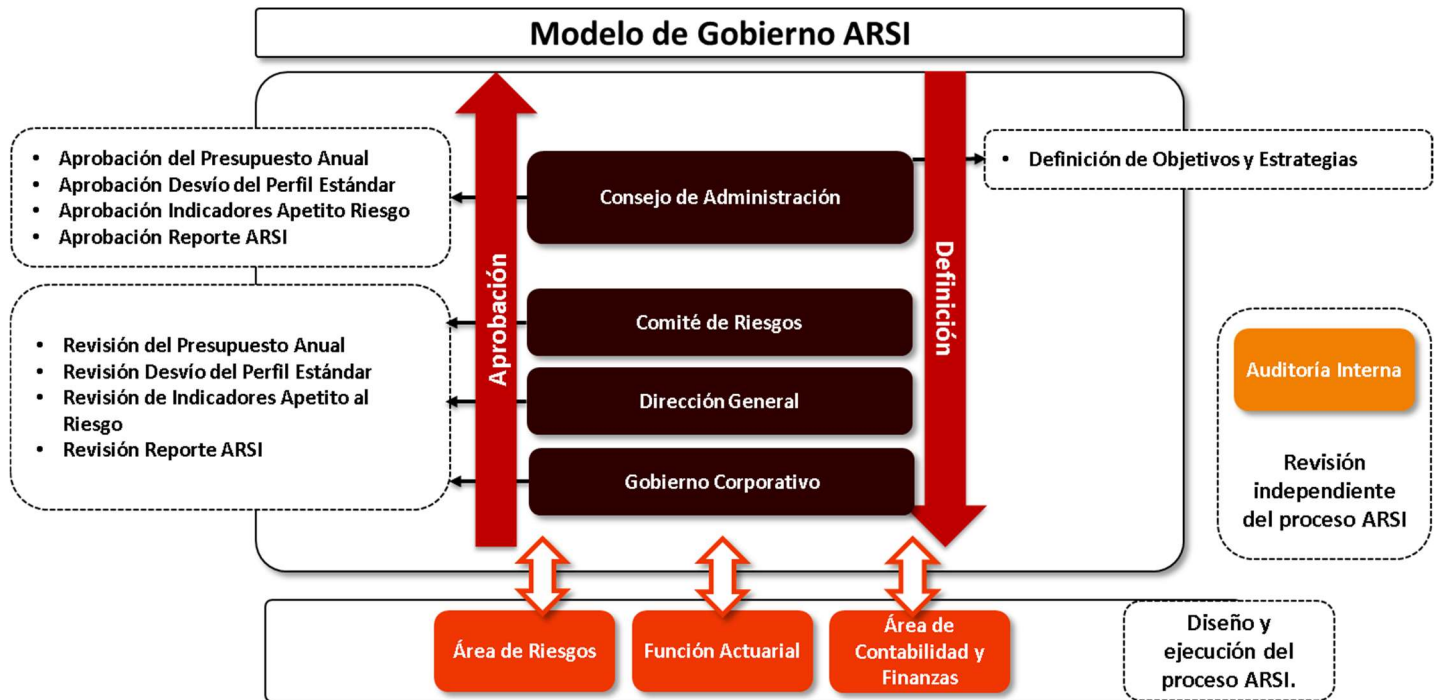 Modelo de Gobierno ARSI
• Aprobación del Presupuesto Anual
• Aprobación Desvío del Perfil Estándar
• Aprobación Indicadores Apetito Riesgo
• Aprobación Reporte ARSI
Consejo de Administración
• Definición de Objetivos y Estrategias
Aprobación
Definición
• Revisión del Presupuesto Anual
• Revisión Desvío del Perfil Estándar
• Revisión de Indicadores Apetito al
Riesgo
• Revisión Reporte ARSI
Comité de Riesgos
Dirección General
Gobierno Corporativo
Auditoría Interna
Revisión
independiente
del proceso ARSI
Área de Riesgos
Función Actuarial
Área de
Contabilidad y
Finanzas
Diseño y
ejecución del
proceso ARSI.